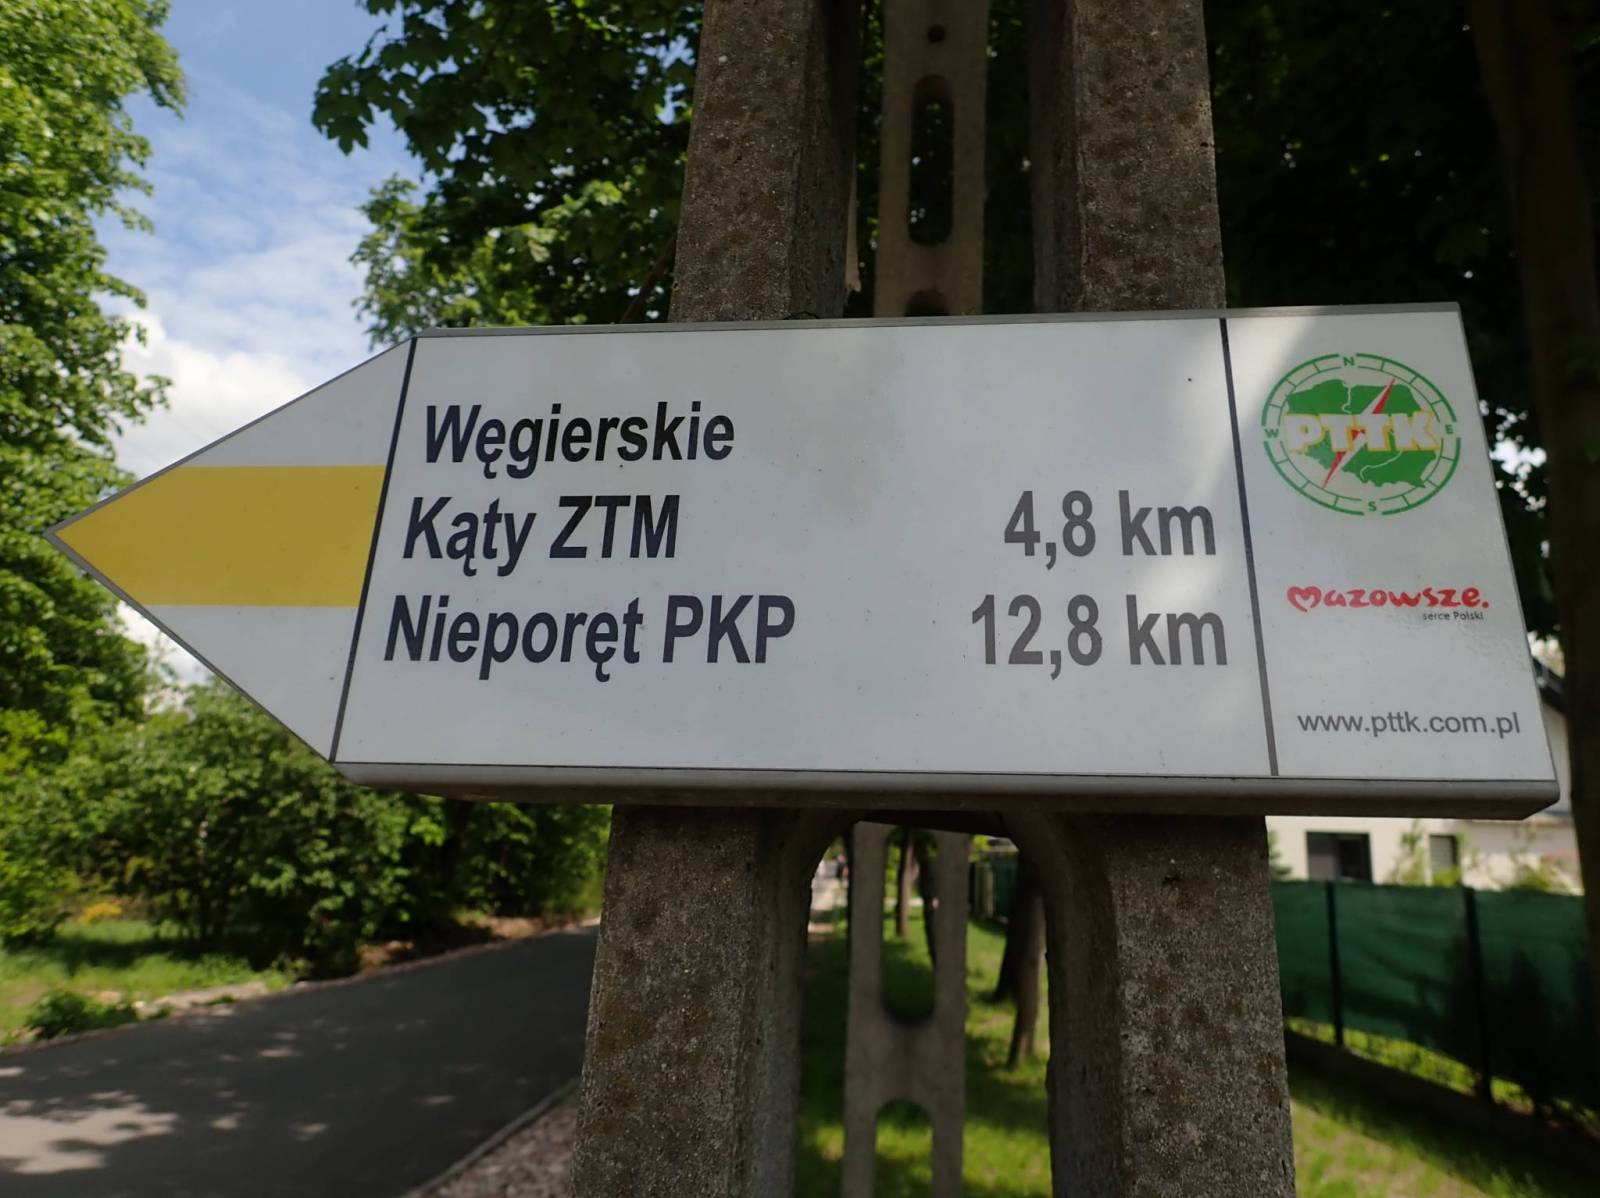 Węgierskie
Kąty ZTM 4,8 km
Nieporęt PKP 12,8 km
N
W E
PTTK
S
Mazowsze.
serce Polski
www.pttk.com.pl